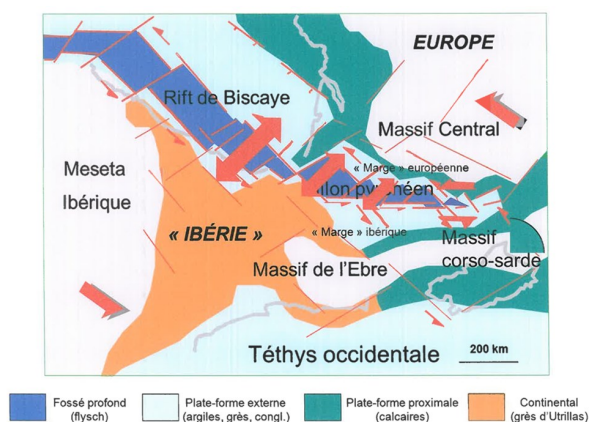 EUROPE
Rift de Biscaye
Massif Central
Meseta
Ibérique
« Marge » européenne
pyrénéen
« IBÉRIE »
« Marge » ibérique
Massif
corso-sarde
Massif de l'Ebre
Téthys occidentale
200 km
Fossé profond
(flysch)
Plate-forme externe
(argiles, grès, congl.)
Plate-forme proximale
(calcaires)
Continental
(grès d'Utrillas)